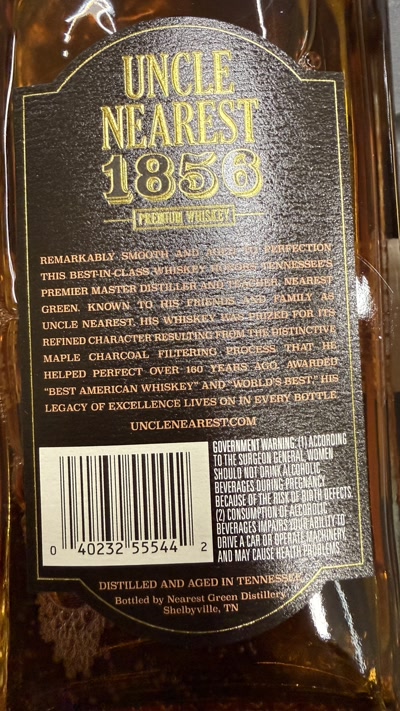 UNCLE
NEAREST
1856
PREMIUM WHISKEY
REMARKABLY SMOOTH AND AGED TO PERFECTION
THIS BEST-IN-CLASS WHISKEY HONORS TENNESSEE'S
PREMIER MASTER DISTILLER AND TEACHER, NEAREST
GREEN. KNOWN TO HIS FRIENDS AND FAMILY AS
UNCLE NEAREST, HIS WHISKEY WAS PRIZED FOR ITS
REFINED CHARACTER RESULTING FROM THE DISTINCTIVE
MAPLE CHARCOAL FILTERING PROCESS THAT HE
HELPED PERFECT OVER 160 YEARS AGO. AWARDED
"BEST AMERICAN WHISKEY" AND "WORLD'S BEST," HIS
LEGACY OF EXCELLENCE LIVES ON IN EVERY BOTTLE.
UNCLENEAREST.COM
GOVERNMENT WARNING: (1) ACCORDING
TO THE SURGEON GENERAL, WOMEN
SHOULD NOT DRINK ALCOHOLIC
BEVERAGES DURING PREGNANCY
BECAUSE OF THE RISK OF BIRTH DEFECTS.
(2) CONSUMPTION OF ALCOHOLIC
BEVERAGES IMPAIRS YOUR ABILITY TO
DRIVE A CAR OR OPERATE MACHINERY,
AND MAY CAUSE HEALTH PROBLEMS.
0 40232 55544 2
DISTILLED AND AGED IN TENNESSEE
Bottled by Nearest Green Distillery
Shelbyville, TN